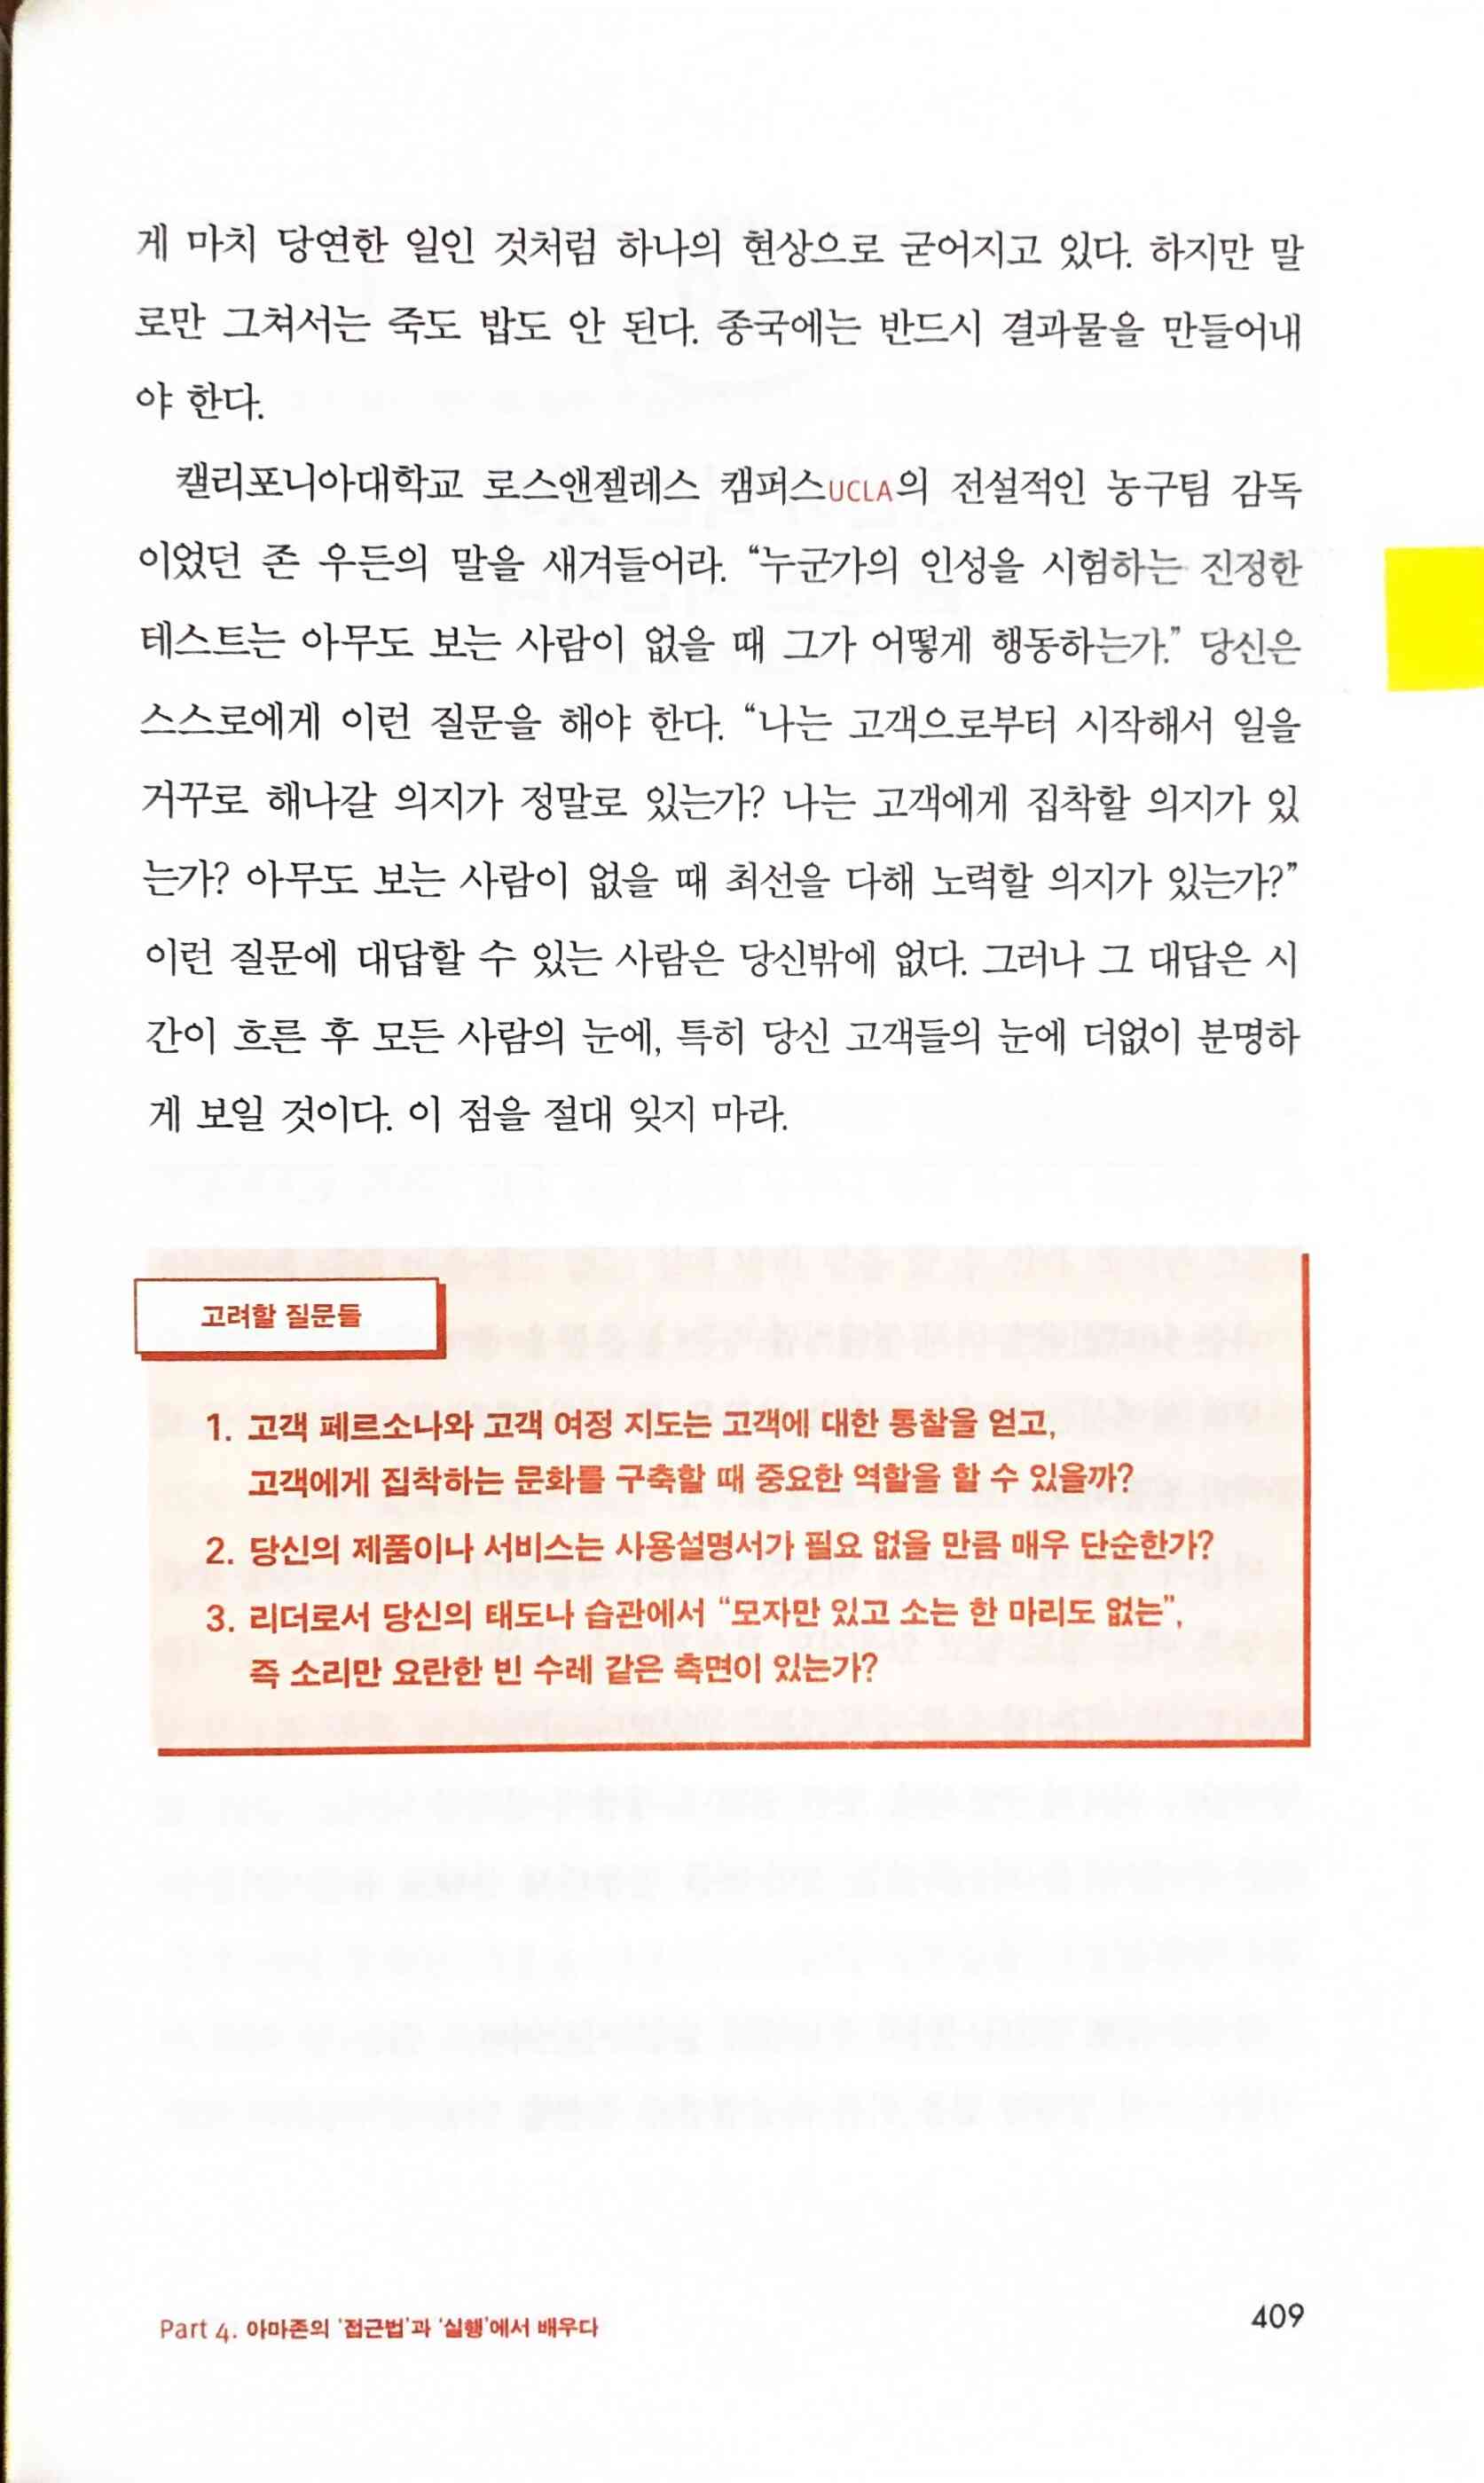 게 마치 당연한 일인 것처럼 하나의 현상으로 굳어지고 있다. 하지만 말
로만 그쳐서는 죽도 밥도 안 된다. 종국에는 반드시 결과물을 만들어내
야 한다.
캘리포니아대학교 로스앤젤레스 캠퍼스UCLA의 전설적인 농구팀 감독
이었던 존 우든의 말을 새겨들어라. “누군가의 인성을 시험하는 진정한
테스트는 아무도 보는 사람이 없을 때 그가 어떻게 행동하는가.” 당신은
스스로에게 이런 질문을 해야 한다. “나는 고객으로부터 시작해서 일을
거꾸로 해나갈 의지가 정말로 있는가? 나는 고객에게 집착할 의지가 있
는가? 아무도 보는 사람이 없을 때 최선을 다해 노력할 의지가 있는가?”
이런 질문에 대답할 수 있는 사람은 당신밖에 없다. 그러나 그 대답은 시
간이 흐른 후 모든 사람의 눈에, 특히 당신 고객들의 눈에 더없이 분명하
게 보일 것이다. 이 점을 절대 잊지 마라.
고려할 질문들
1. 고객 페르소나와 고객 여정 지도는 고객에 대한 통찰을 얻고,
고객에게 집착하는 문화를 구축할 때 중요한 역할을 할 수 있을까?
2. 당신의 제품이나 서비스는 사용설명서가 필요 없을 만큼 매우 단순한가?
3. 리더로서 당신의 태도나 습관에서 “모자만 있고 소는 한 마리도 없는”,
즉 소리만 요란한 빈 수레 같은 측면이 있는가?
Part 4. 아마존의 ‘접근법’과 ‘실행’에서 배우다
409